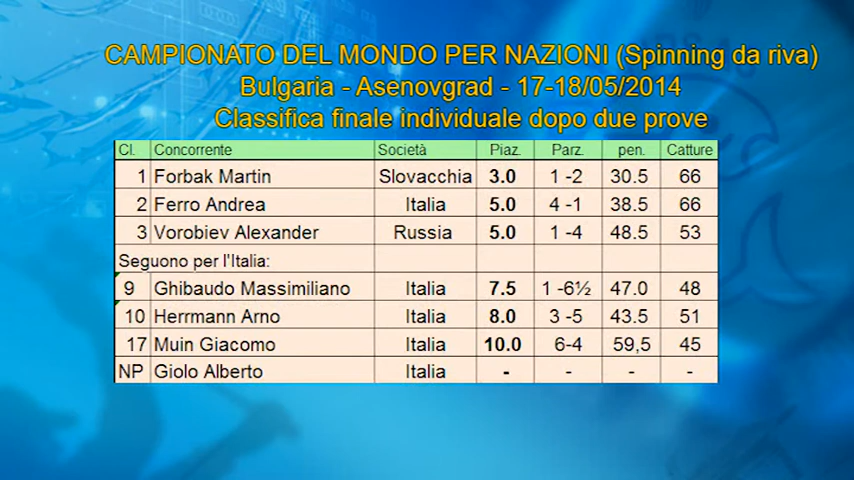 CAMPIONATO DEL MONDO PER NAZIONI (Spinning da riva)
Bulgaria - Asenovgrad - 17-18/05/2014
Classifica finale individuale dopo due prove
Cl. Concorrente Società Piaz. Parz. pen. Catture
1 Forbak Martin Slovacchia 3.0 1 -2 30.5 66
2 Ferro Andrea Italia 5.0 4 -1 38.5 66
3 Vorobiev Alexander Russia 5.0 1 -4 48.5 53
Seguono per l'Italia:
9 Ghibaudo Massimiliano Italia 7.5 1 -6½ 47.0 48
10 Herrmann Arno Italia 8.0 3 -5 43.5 51
17 Muin Giacomo Italia 10.0 6-4 59,5 45
NP Giolo Alberto Italia - - - -